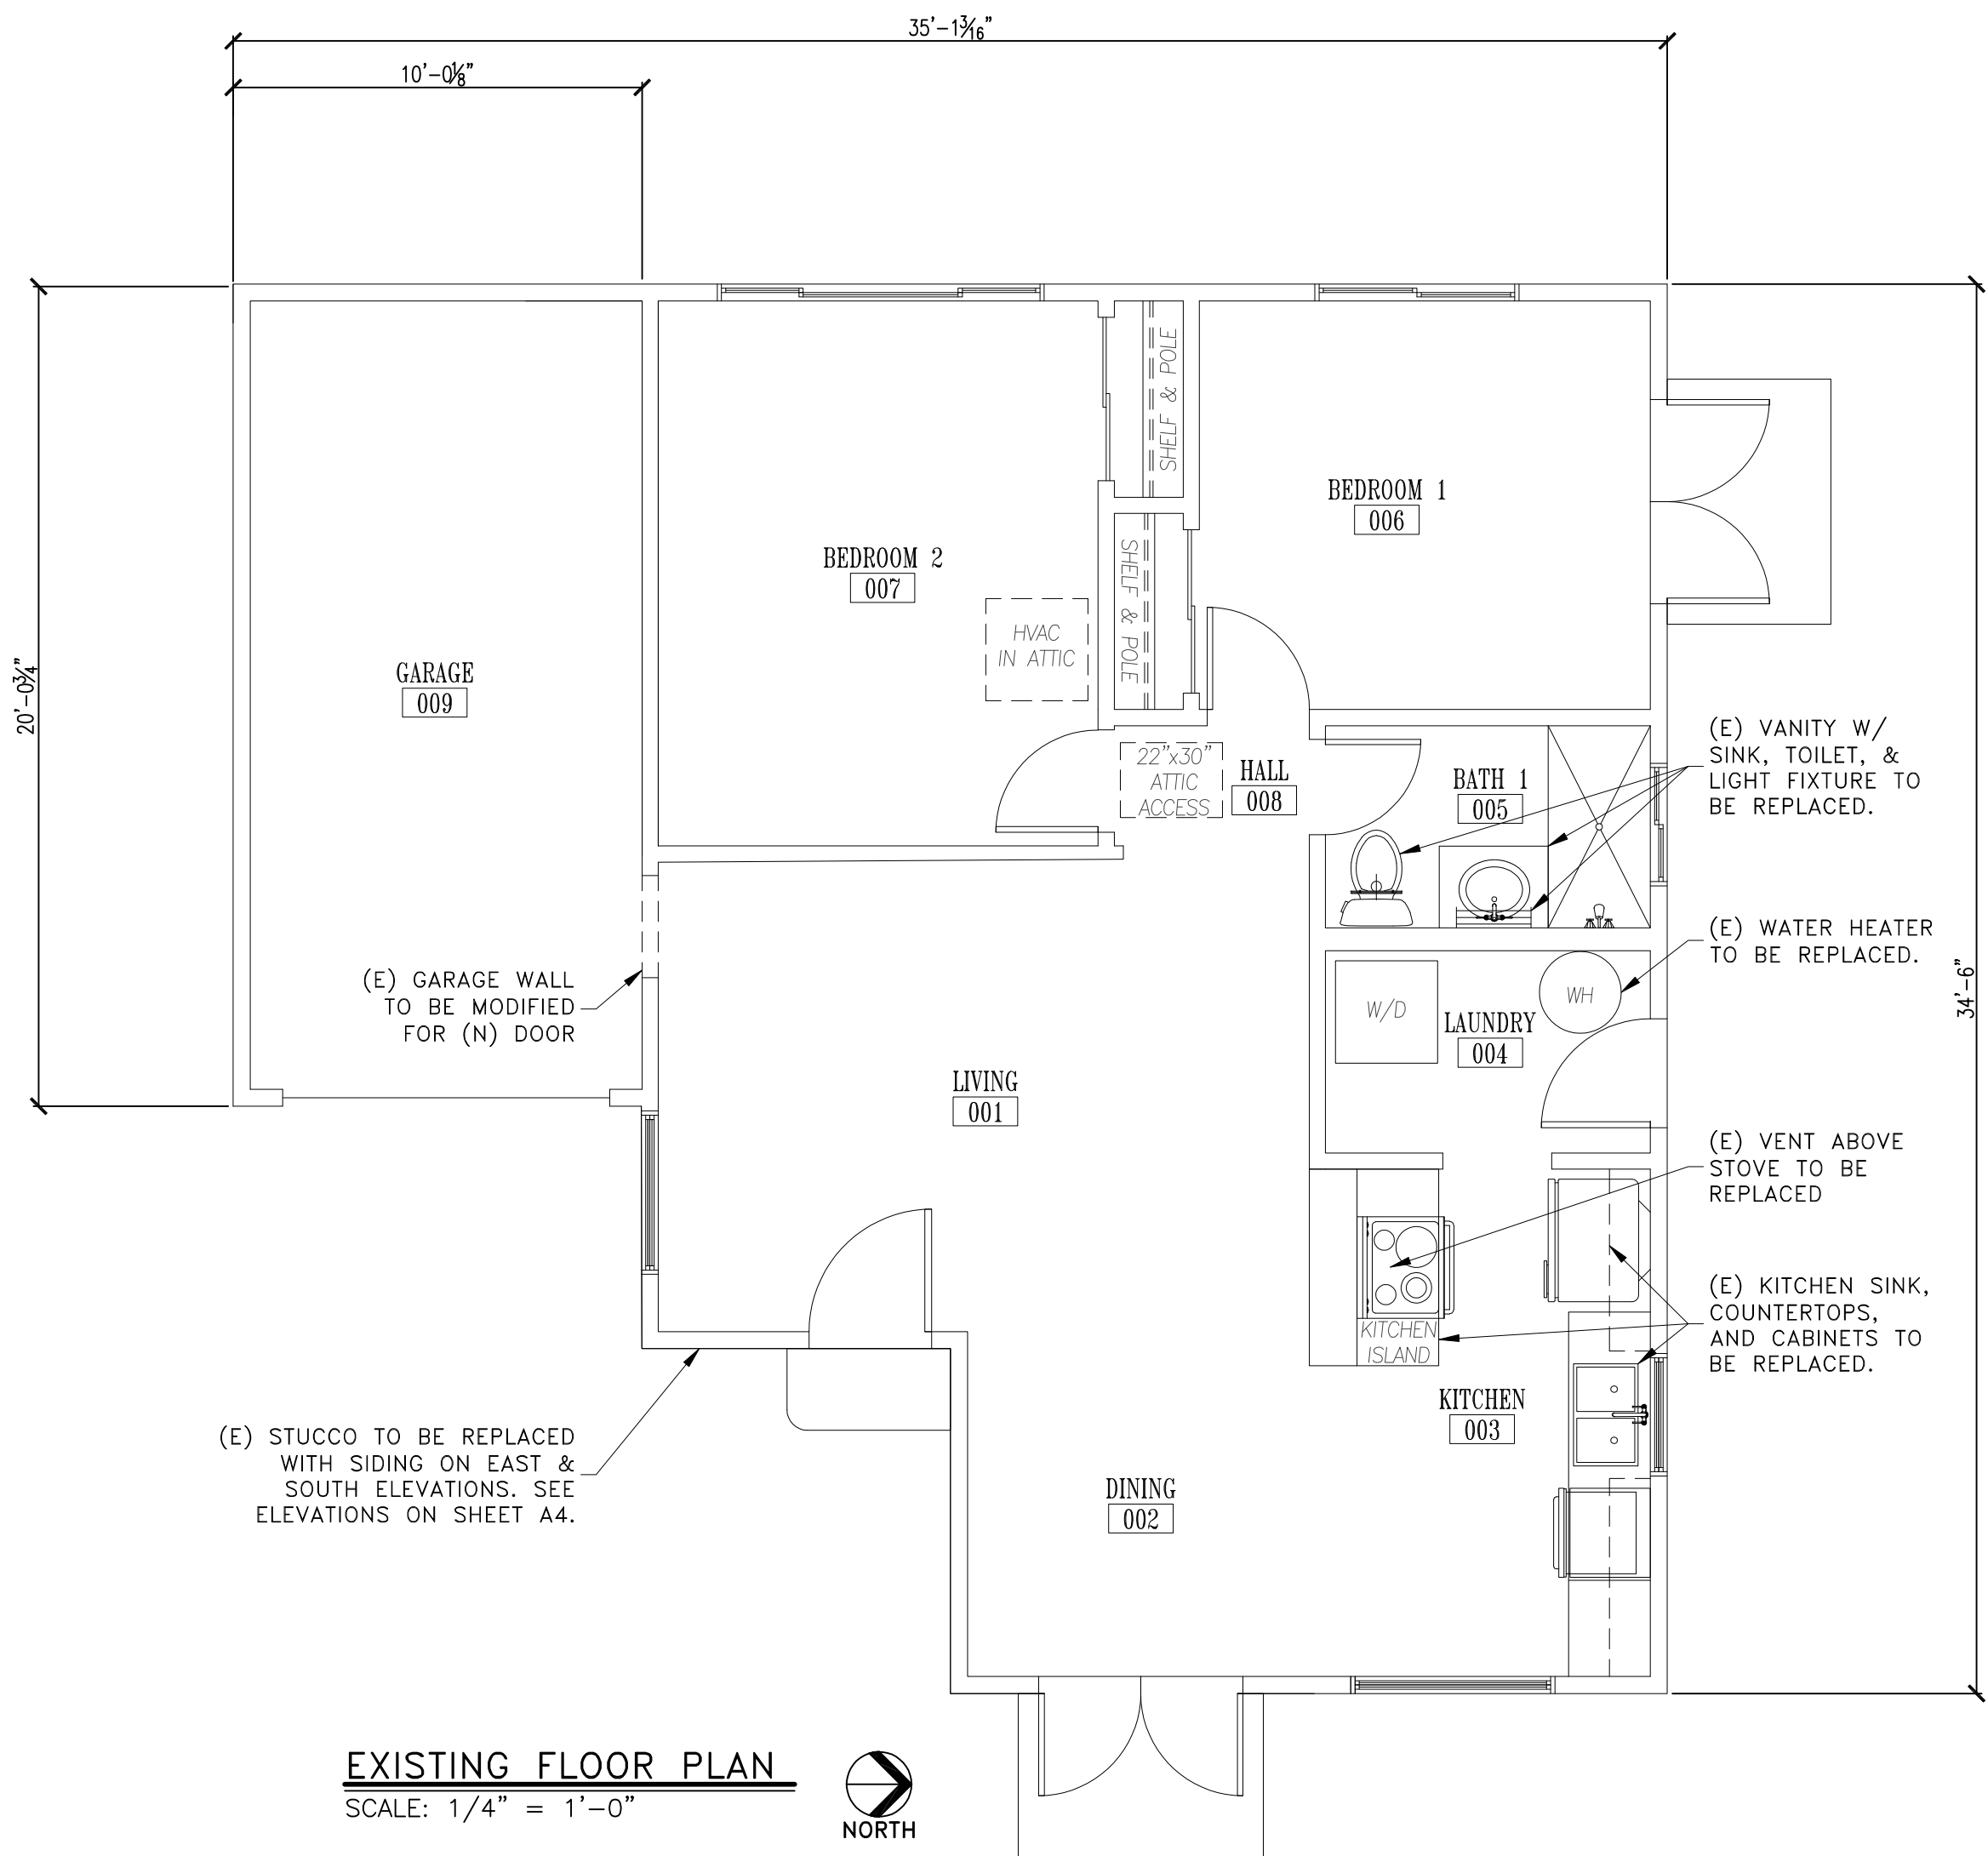 35'-1 3/16"
10'-0 1/8"
20'-0 3/4"
34'-6"
SHELF & POLE
SHELF & POLE
BEDROOM 1
006
BEDROOM 2
007
HVAC
IN ATTIC
GARAGE
009
22"x30"
ATTIC
ACCESS
HALL
008
BATH 1
005
(E) VANITY W/
SINK, TOILET, &
LIGHT FIXTURE TO
BE REPLACED.
(E) WATER HEATER
TO BE REPLACED.
(E) GARAGE WALL
TO BE MODIFIED
FOR (N) DOOR
W/D
WH
LAUNDRY
004
LIVING
001
(E) VENT ABOVE
STOVE TO BE
REPLACED
(E) KITCHEN SINK,
COUNTERTOPS,
AND CABINETS TO
BE REPLACED.
KITCHEN
ISLAND
KITCHEN
003
(E) STUCCO TO BE REPLACED
WITH SIDING ON EAST &
SOUTH ELEVATIONS. SEE
ELEVATIONS ON SHEET A4.
DINING
002
EXISTING FLOOR PLAN
SCALE: 1/4" = 1'-0"
NORTH